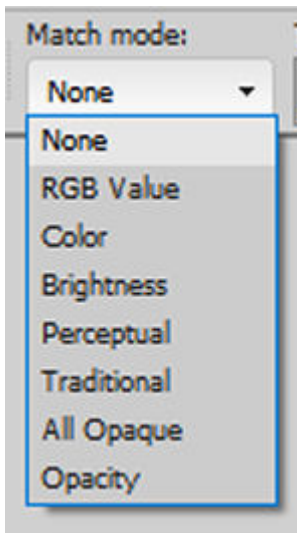 Match mode:
None
None
RGB Value
Color
Brightness
Perceptual
Traditional
All Opaque
Opacity